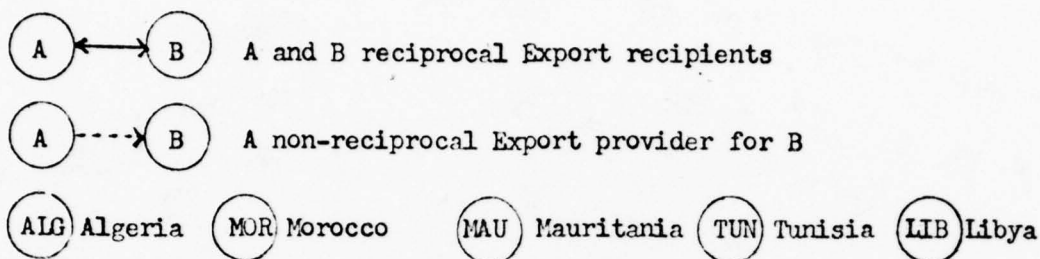 A B A and B reciprocal Export recipients
A B A non-reciprocal Export provider for B
ALG Algeria MOR Morocco MAU Mauritania TUN Tunisia LIB Libya